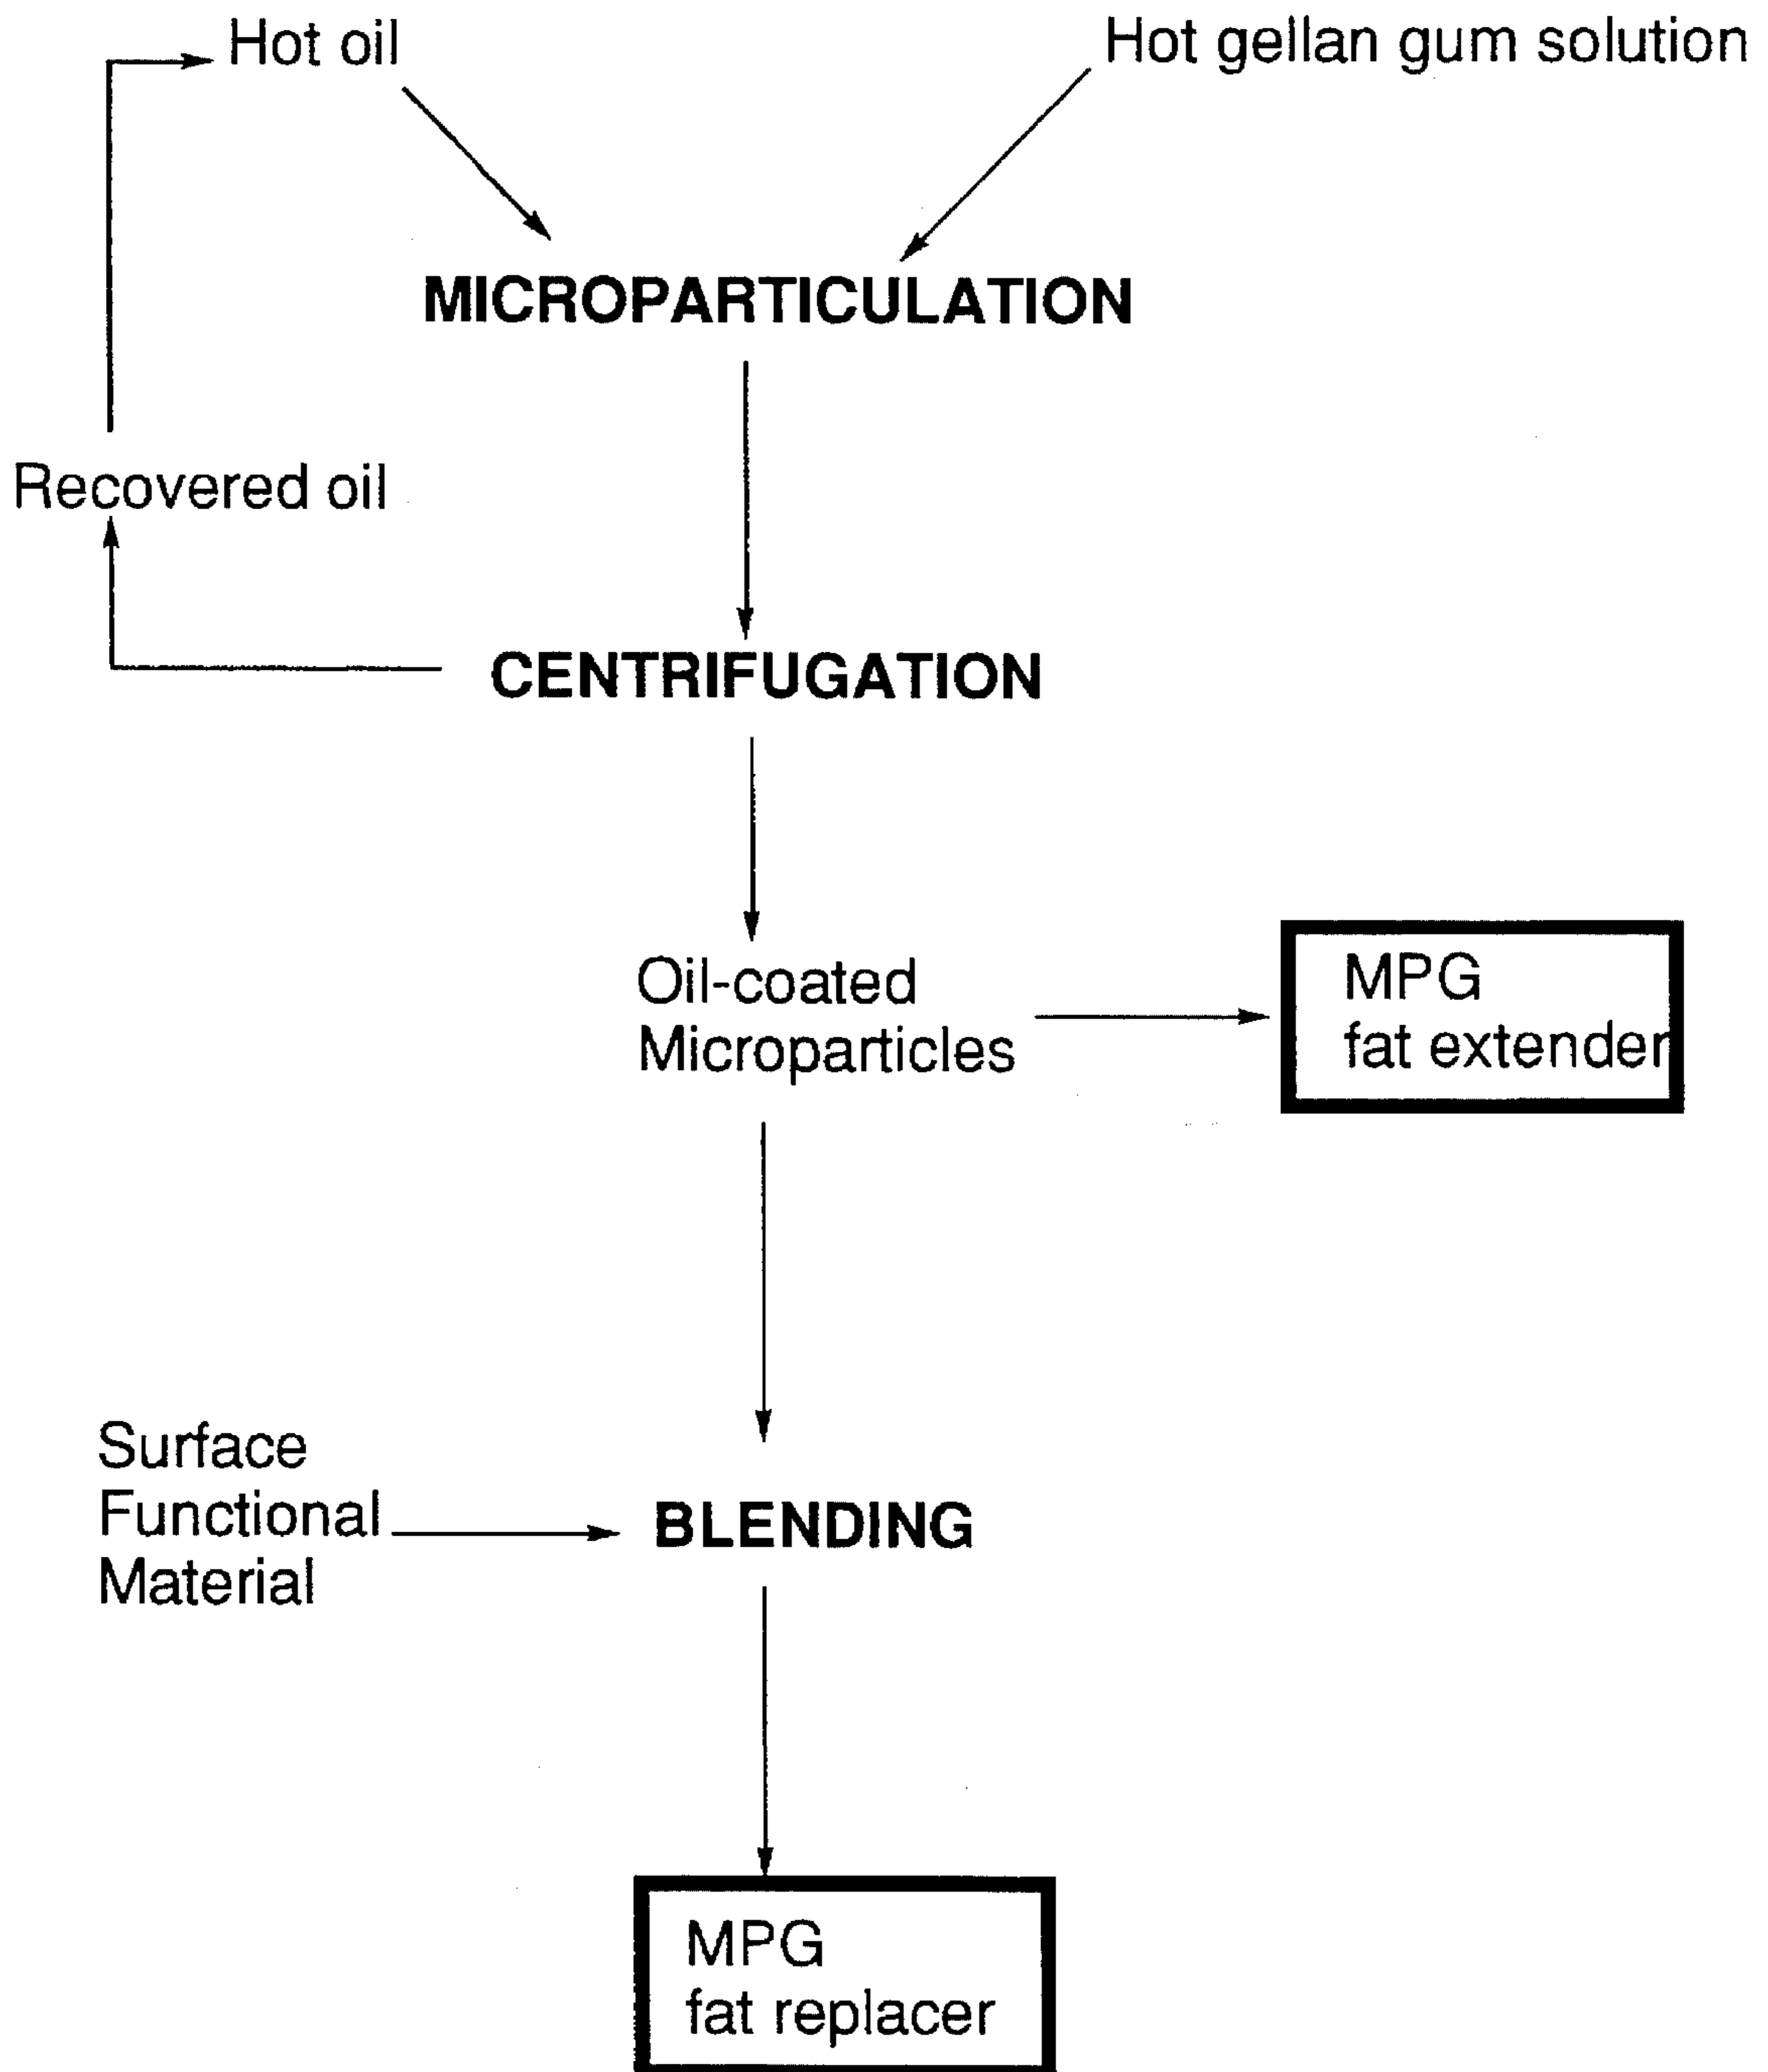 Hot oil
Hot gellan gum solution
MICROPARTICULATION
Recovered oil
CENTRIFUGATION
Oil-coated
Microparticles
MPG
fat extender
Surface
Functional
Material
BLENDING
MPG
fat replacer